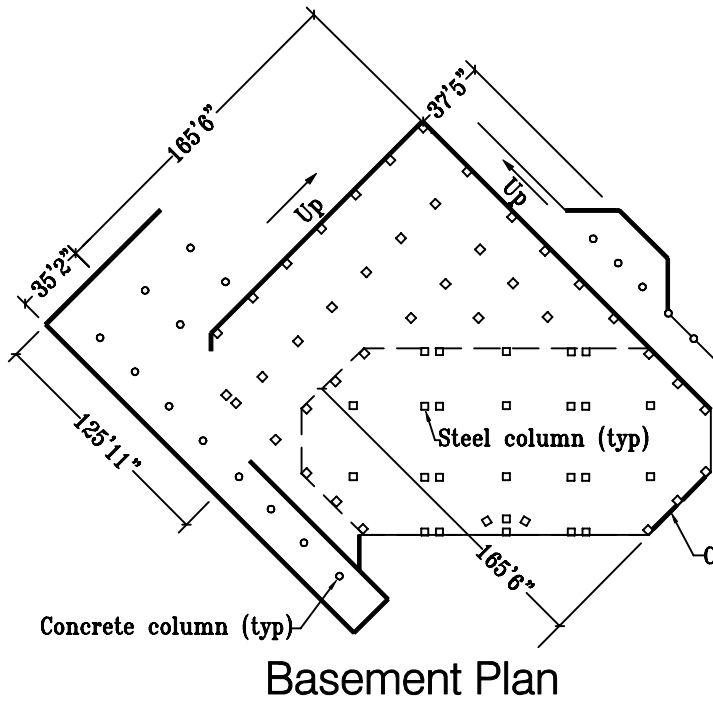 37'5"
165'6"
Up
Up
35'2"
125'11"
Steel column (typ)
165'6"
C
Concrete column (typ)
Basement Plan